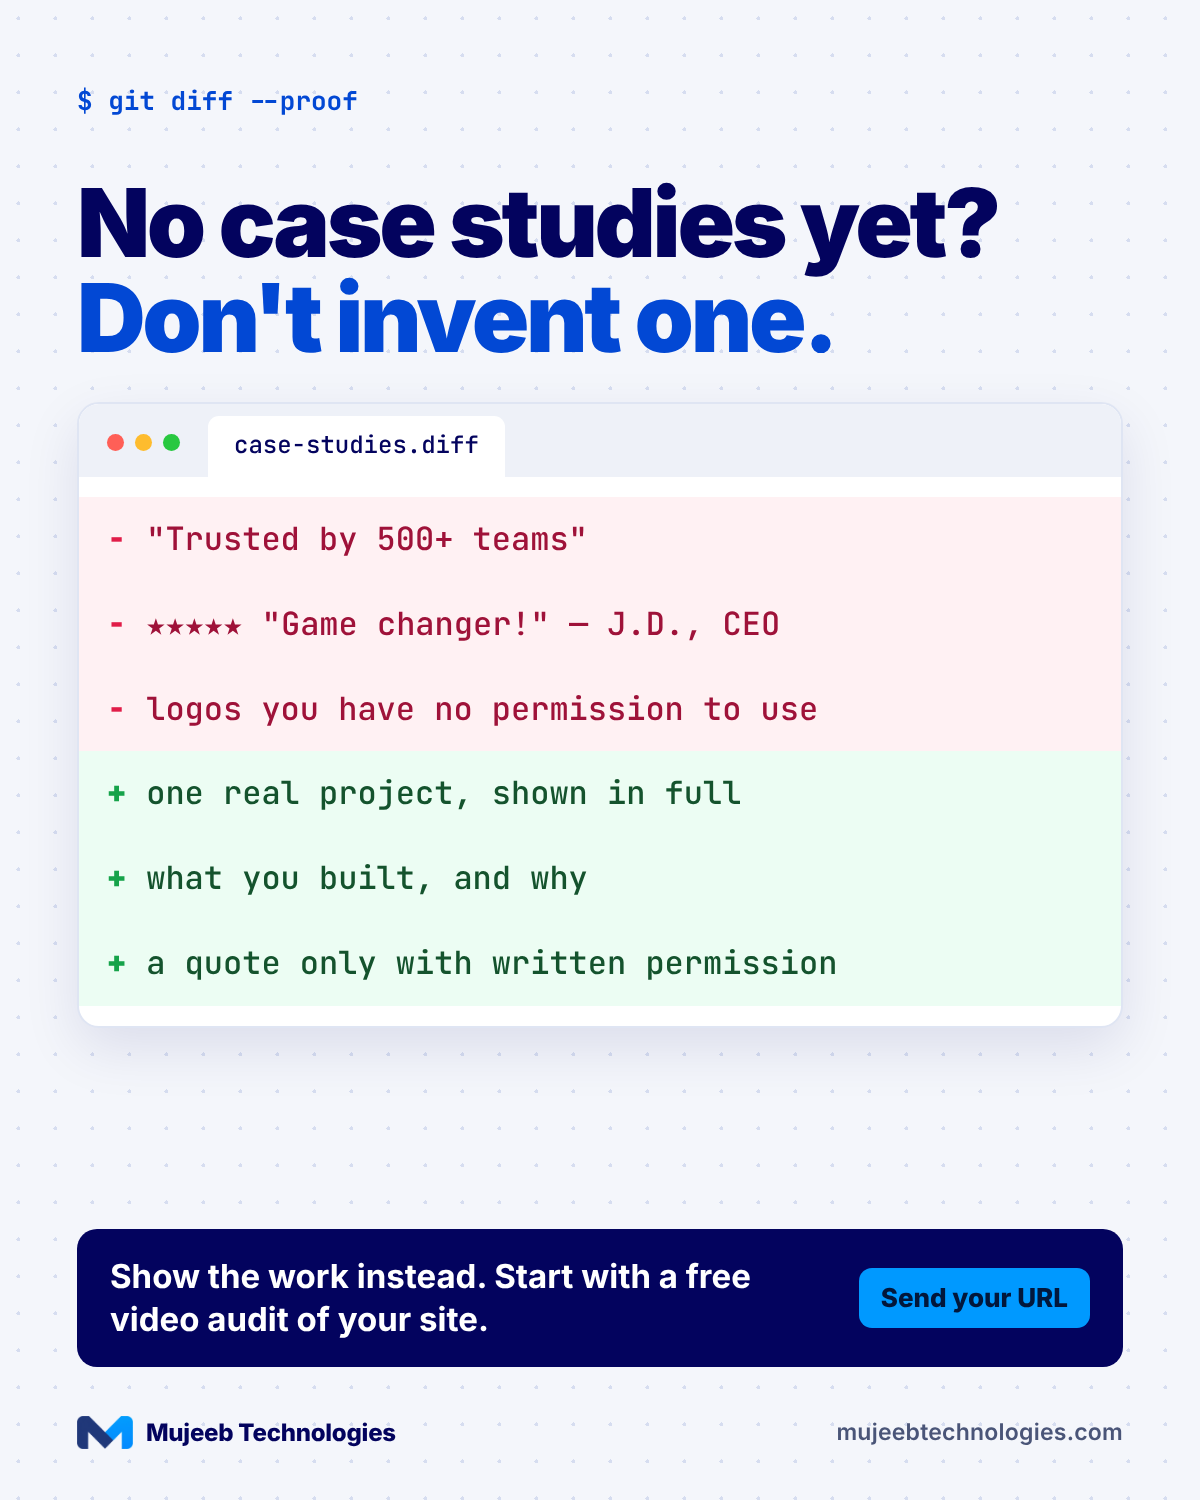 $ git diff --proof
No case studies yet?
Don't invent one.
case-studies.diff
- "Trusted by 500+ teams"
- ★★★★★ "Game changer!" — J.D., CEO
- logos you have no permission to use
+ one real project, shown in full
+ what you built, and why
+ a quote only with written permission
Show the work instead. Start with a free
video audit of your site.
Send your URL
Mujeeb Technologies
mujeebtechnologies.com